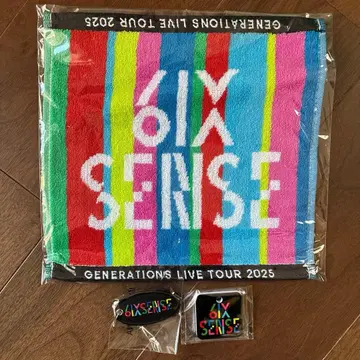 GENERATIONS LIVE TOUR 2025
6IX
SENSE
GENERATIONS LIVE TOUR 2025
6IXSENSE
6IX
SENSE